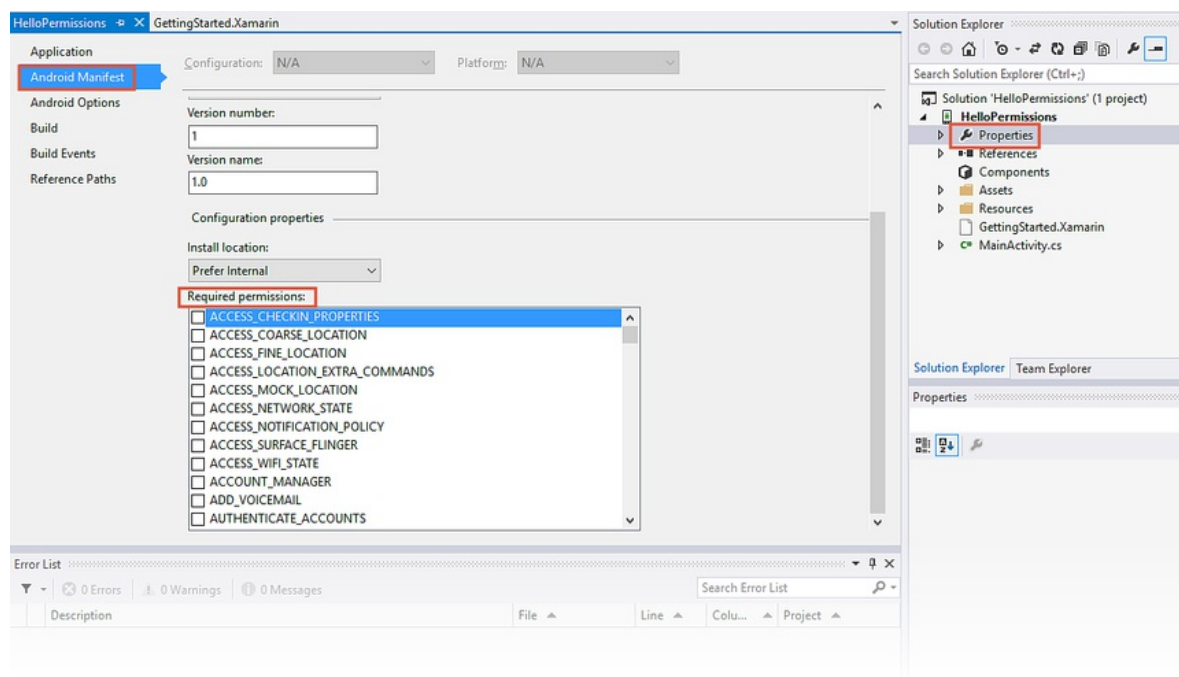 HelloPermissions
GettingStarted.Xamarin
Application
Android Manifest
Android Options
Build
Build Events
Reference Paths
Configuration: N/A Platform: N/A
Version number:
1
Version name:
1.0
Configuration properties
Install location:
Prefer Internal
Required permissions:
ACCESS_CHECKIN_PROPERTIES
ACCESS_COARSE_LOCATION
ACCESS_FINE_LOCATION
ACCESS_LOCATION_EXTRA_COMMANDS
ACCESS_MOCK_LOCATION
ACCESS_NETWORK_STATE
ACCESS_NOTIFICATION_POLICY
ACCESS_SURFACE_FLINGER
ACCESS_WIFI_STATE
ACCOUNT_MANAGER
ADD_VOICEMAIL
AUTHENTICATE_ACCOUNTS
Error List
0 Errors 0 Warnings 0 Messages Search Error List
Description File Line Colu... Project
Solution Explorer
Search Solution Explorer (Ctrl+;)
Solution 'HelloPermissions' (1 project)
HelloPermissions
Properties
References
Components
Assets
Resources
GettingStarted.Xamarin
C# MainActivity.cs
Solution Explorer Team Explorer
Properties